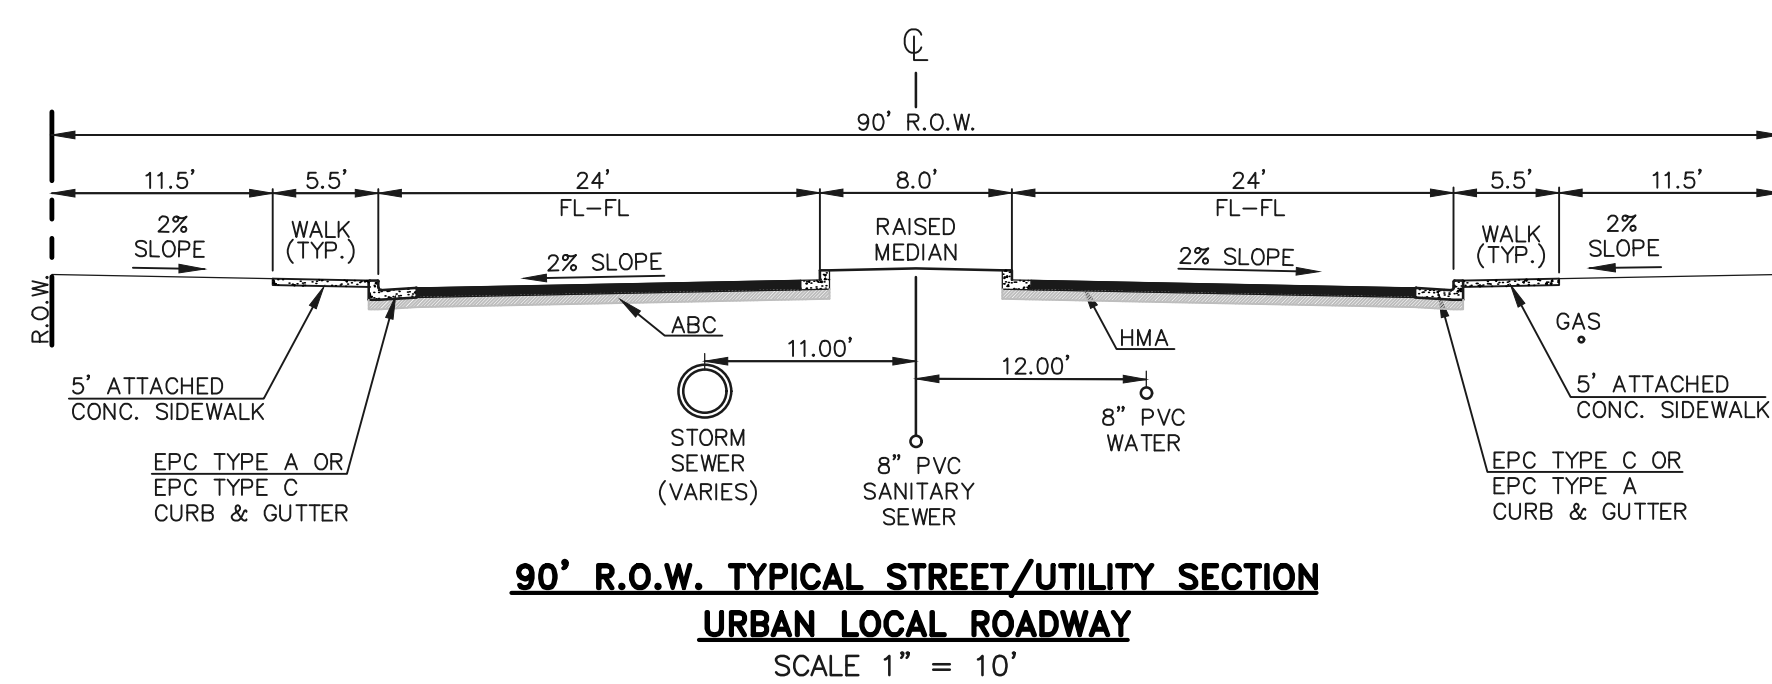 ℄
90' R.O.W.
11.5'
5.5'
24'
8.0'
24'
5.5'
11.5'
FL-FL
FL-FL
2%
SLOPE
WALK
(TYP.)
2% SLOPE
RAISED
MEDIAN
2% SLOPE
WALK
(TYP.)
2%
SLOPE
R.O.W.
ABC
HMA
GAS
11.00'
12.00'
5' ATTACHED
CONC. SIDEWALK
5' ATTACHED
CONC. SIDEWALK
EPC TYPE A OR
EPC TYPE C
CURB & GUTTER
STORM
SEWER
(VARIES)
8" PVC
SANITARY
SEWER
8" PVC
WATER
EPC TYPE C OR
EPC TYPE A
CURB & GUTTER
90' R.O.W. TYPICAL STREET/UTILITY SECTION
URBAN LOCAL ROADWAY
SCALE 1" = 10'